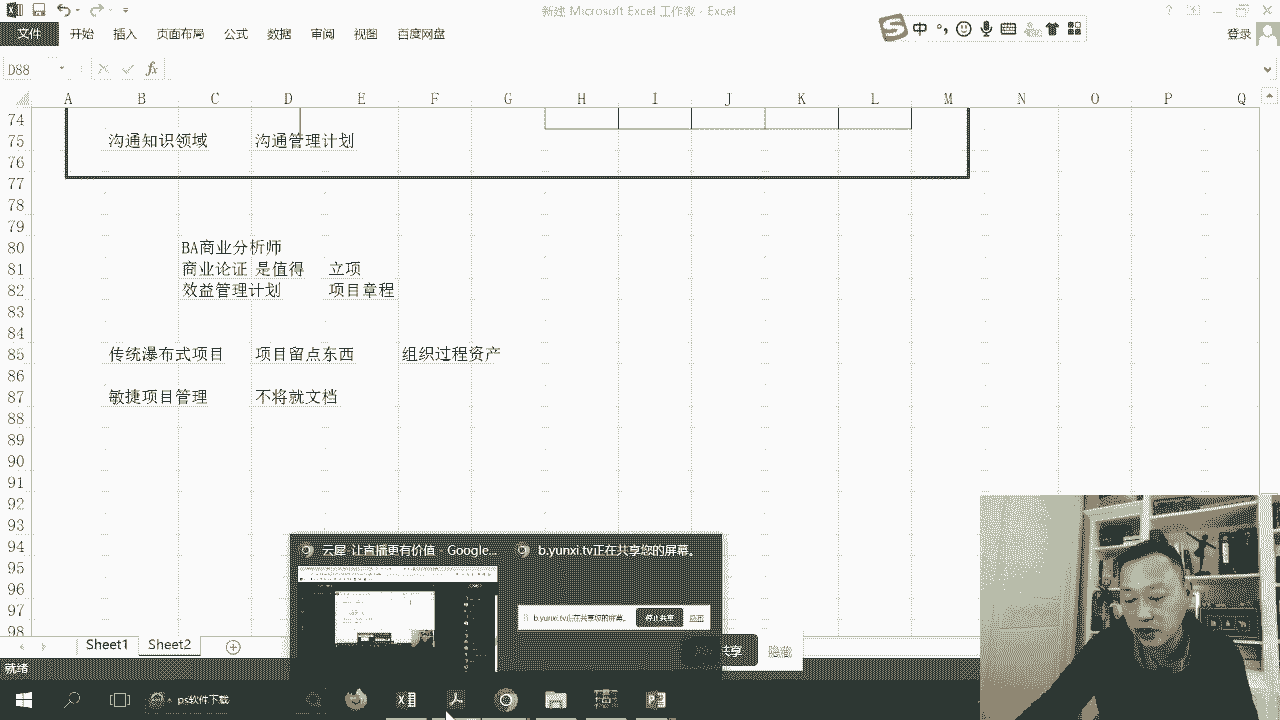 新建 Microsoft Excel 工作表 - Excel
文件 开始 插入 页面布局 公式 数据 审阅 视图 百度网盘
中
登录
D88
fx
A B C D E F G H I J K L M N O P Q
74
75 沟通知识领域 沟通管理计划
76
77
78
79
80 BA商业分析师
81 商业论证 是值得 立项
82 效益管理计划 项目章程
83
84
85 传统瀑布式项目 项目留点东西 组织过程资产
86
87 敏捷项目管理 不将就文档
88
89
90
91
92
93
94
95
96
97
98
云屋-让直播更有价值 - Google...
b.yunxi.tv正在共享您的屏幕。
b.yunxi.tv正在共享您的屏幕。 停止共享 隐藏
共享 隐藏
Sheet1 Sheet2
就绪
ps软件下载